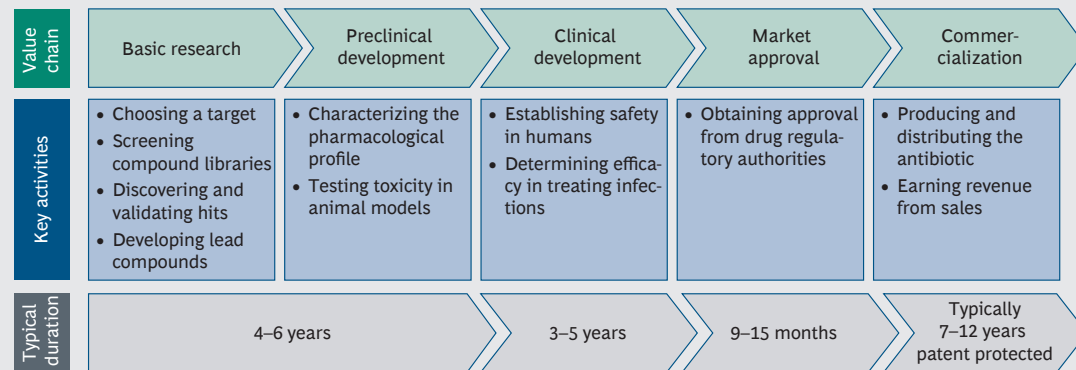 Value
chain
Basic research
Preclinical
development
Clinical
development
Market
approval
Commer-
cialization
Key activities
• Choosing a target
• Screening
compound libraries
• Discovering and
validating hits
• Developing lead
compounds
• Characterizing the
pharmacological
profile
• Testing toxicity in
animal models
• Establishing safety
in humans
• Determining effica-
cy in treating infec-
tions
• Obtaining approval
from drug regula-
tory authorities
• Producing and
distributing the
antibiotic
• Earning revenue
from sales
Typical
duration
4–6 years
3–5 years
9–15 months
Typically
7–12 years
patent protected